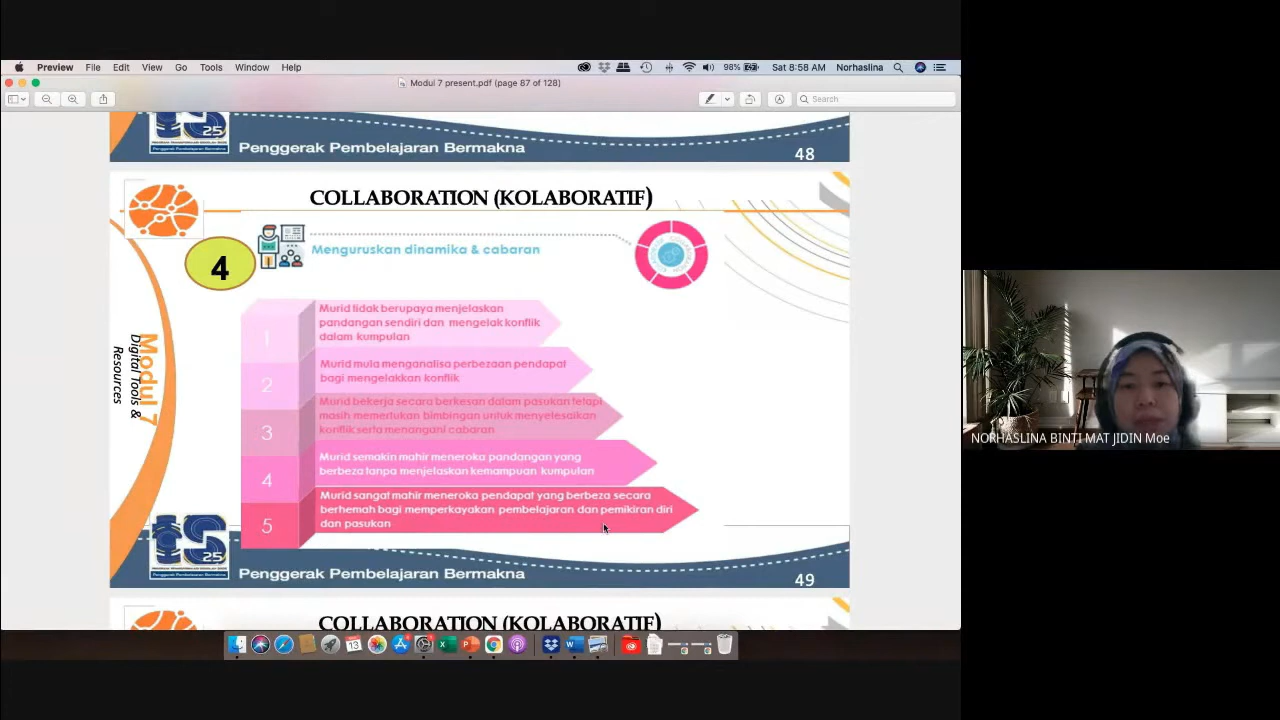 Preview File Edit View Go Tools Window Help 98% Sat 8:58 AM Norhaslina
Modul 7 present.pdf (page 87 of 128)
Search
25
Penggerak Pembelajaran Bermakna
48
COLLABORATION (KOLABORATIF)
4
Menguruskan dinamika & cabaran
1
Murid tidak berupaya menjelaskan
pandangan sendiri dan mengelak konflik
dalam kumpulan
2
Murid mula menganalisa perbezaan pendapat
bagi mengelakkan konflik
3
Murid bekerja secara berkesan dalam pasukan tetapi
masih memerlukan bimbingan untuk menyelesaikan
konflik serta menangani cabaran
4
Murid semakin mahir meneroka pandangan yang
berbeza tanpa menjelaskan kemampuan kumpulan
5
Murid sangat mahir meneroka pendapat yang berbeza secara
berhemah bagi memperkayakan pembelajaran dan pemikiran diri
dan pasukan
Modul 7
Digital Tools &
Resources
25
Penggerak Pembelajaran Bermakna
49
COLLABORATION (KOLABORATIF)
NORHASLINA BINTI MAT JIDIN Moe